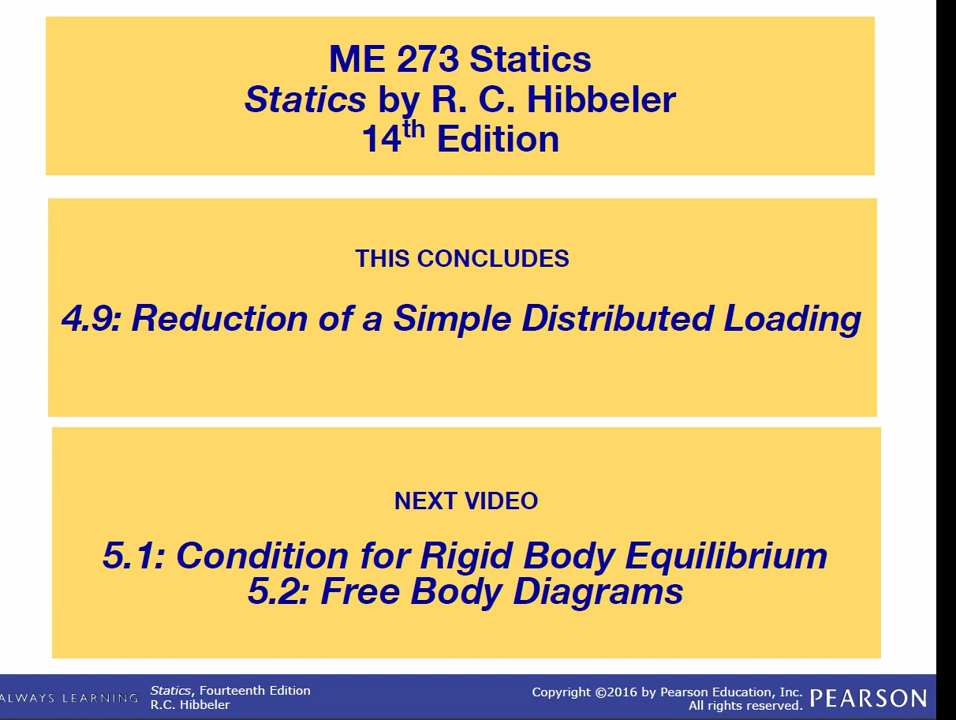 ME 273 Statics
Statics by R. C. Hibbeler
14th Edition
THIS CONCLUDES
4.9: Reduction of a Simple Distributed Loading
NEXT VIDEO
5.1: Condition for Rigid Body Equilibrium
5.2: Free Body Diagrams
ALWAYS LEARNING
Statics, Fourteenth Edition
R.C. Hibbeler
Copyright ©2016 by Pearson Education, Inc.
All rights reserved.
PEARSON